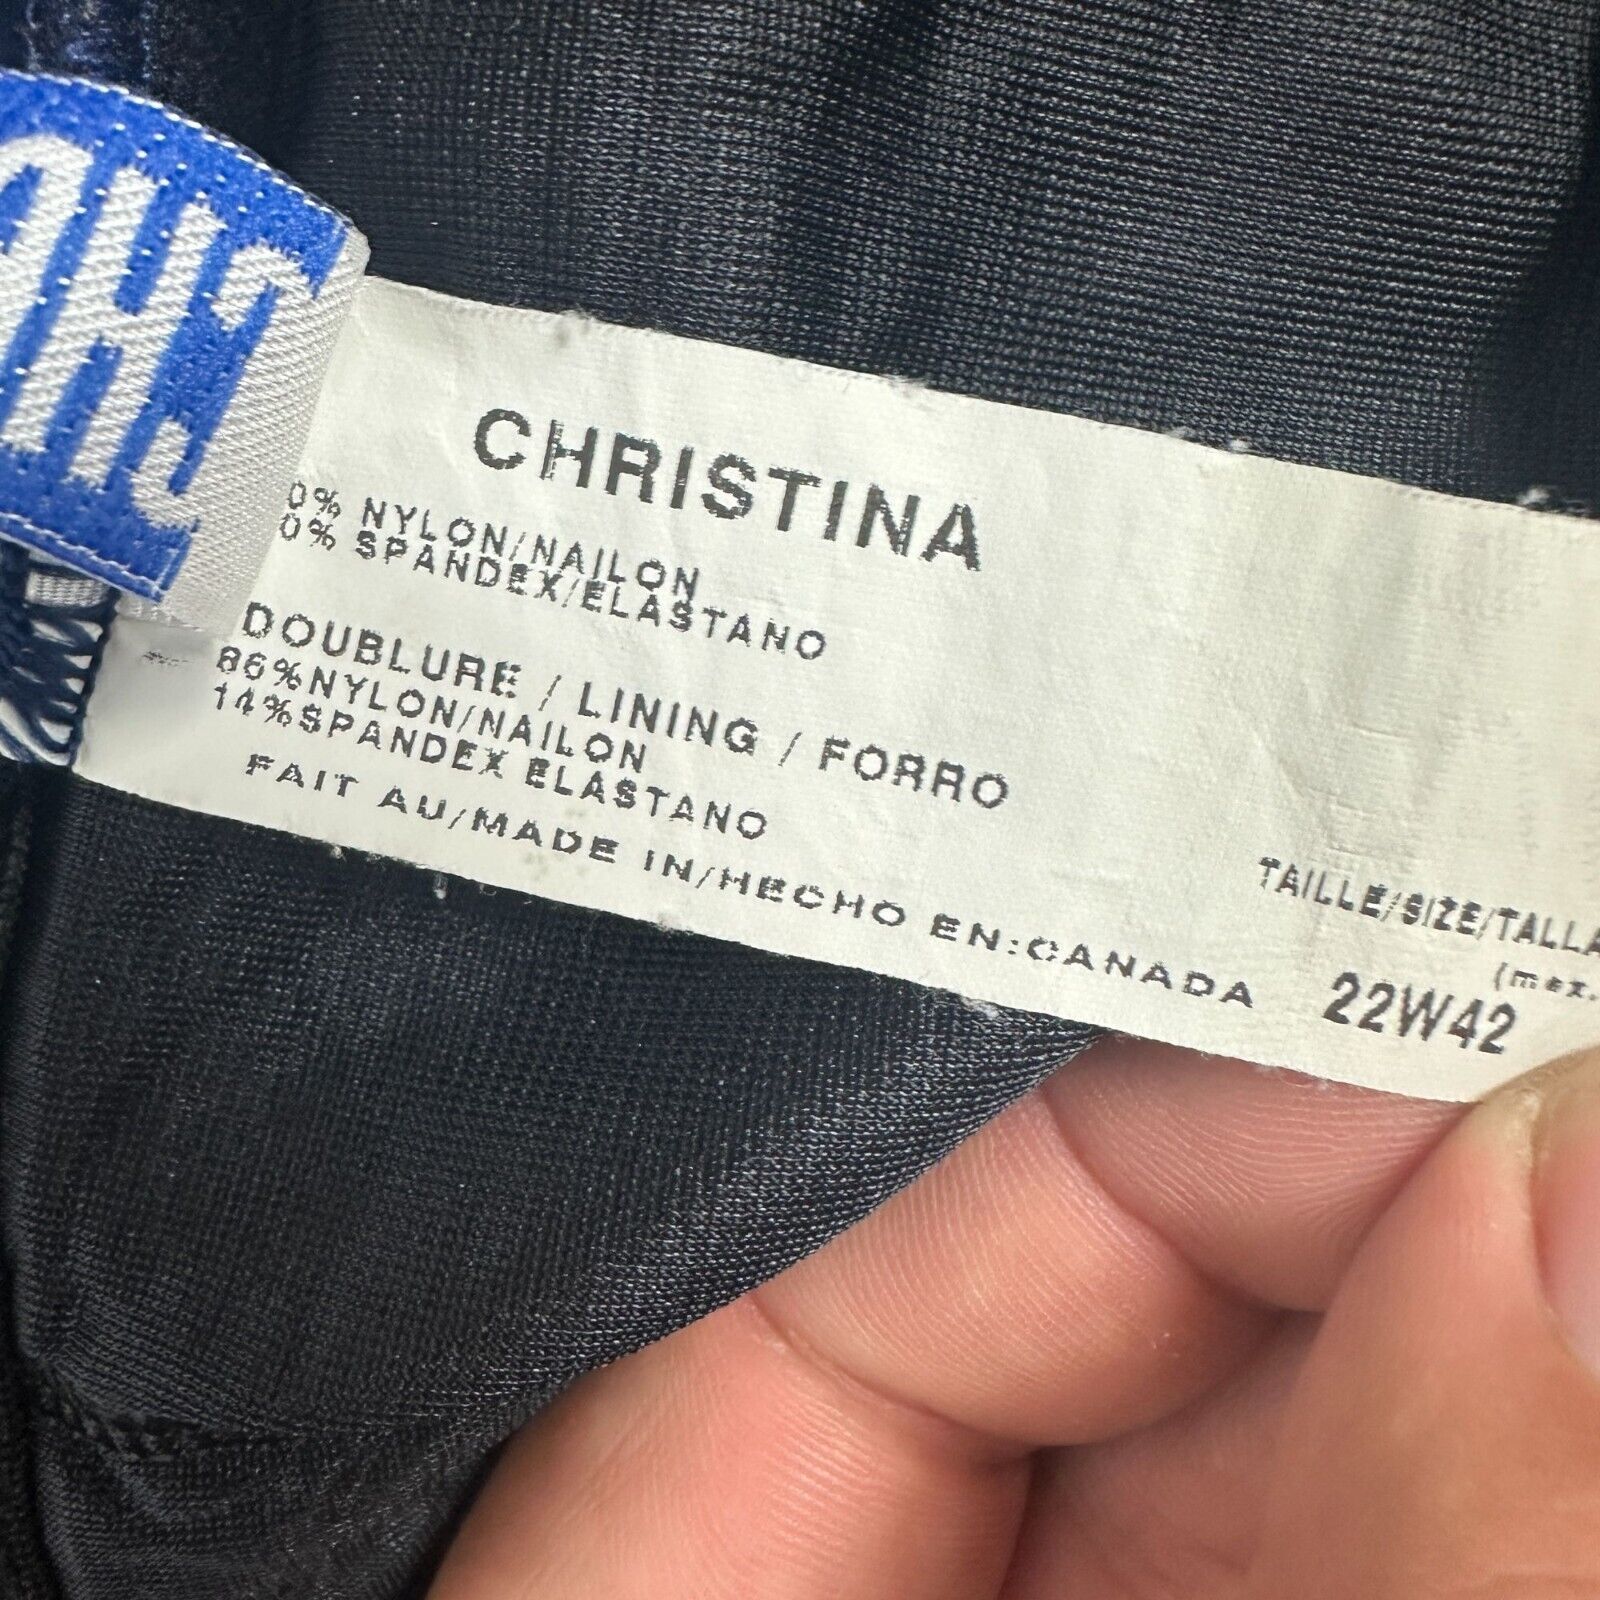 CHRISTINA
0% NYLON/NAILON
0% SPANDEX/ELASTANO
DOUBLURE / LINING / FORRO
86%NYLON/NAILON
14%SPANDEX ELASTANO
FAIT AU/MADE IN/HECHO EN:CANADA
TAILLE/SIZE/TALLA
(mex.
22W42